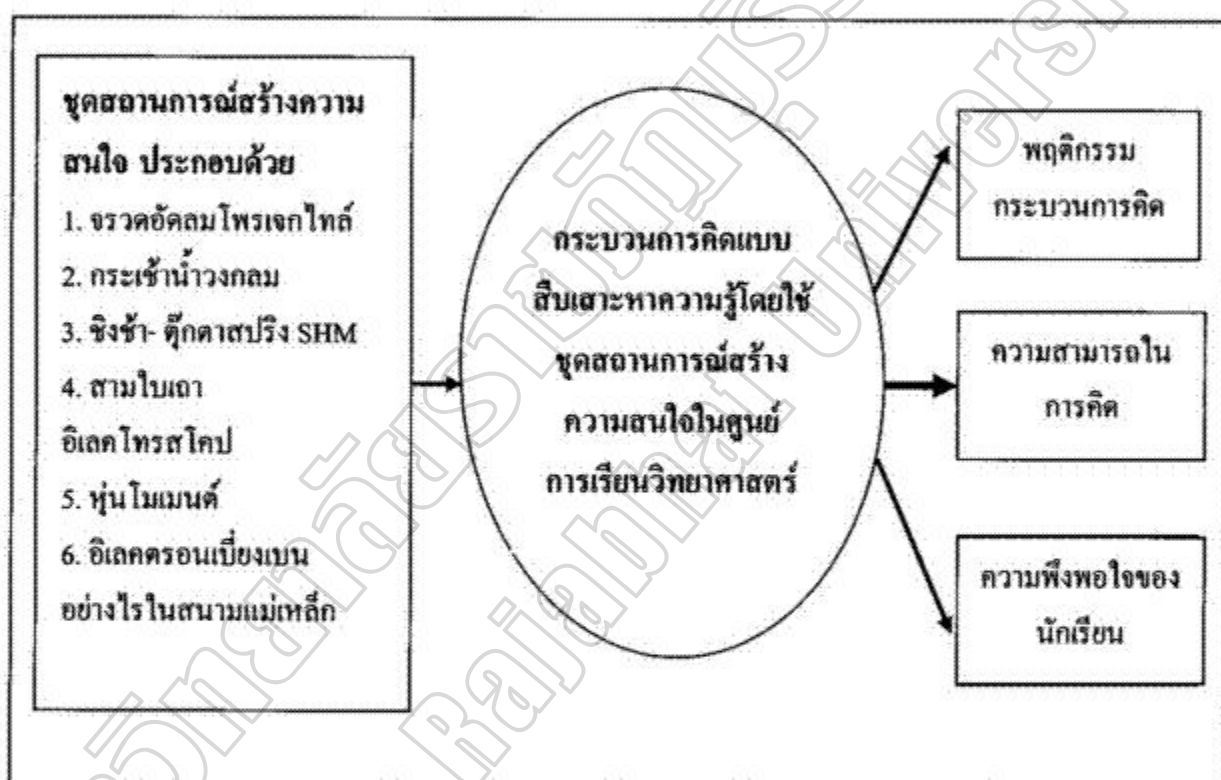 ชุดสถานการณ์สร้างความ
สนใจ ประกอบด้วย
1. จรวดอัดลมโพรเจกไทล์
2. กระเช้าน้ำวงกลม
3. ชิงช้า- ตุ๊กตาสปริง SHM
4. สามใบเถา
อิเลคโทรสโคป
5. หุ่นโมเมนต์
6. อิเลคตรอนเบี่ยงเบน
อย่างไรในสนามแม่เหล็ก
กระบวนการคิดแบบ
สืบเสาะหาความรู้โดยใช้
ชุดสถานการณ์สร้าง
ความสนใจในศูนย์
การเรียนวิทยาศาสตร์
พฤติกรรม
กระบวนการคิด
ความสามารถใน
การคิด
ความพึงพอใจของ
นักเรียน
Rajabhat University